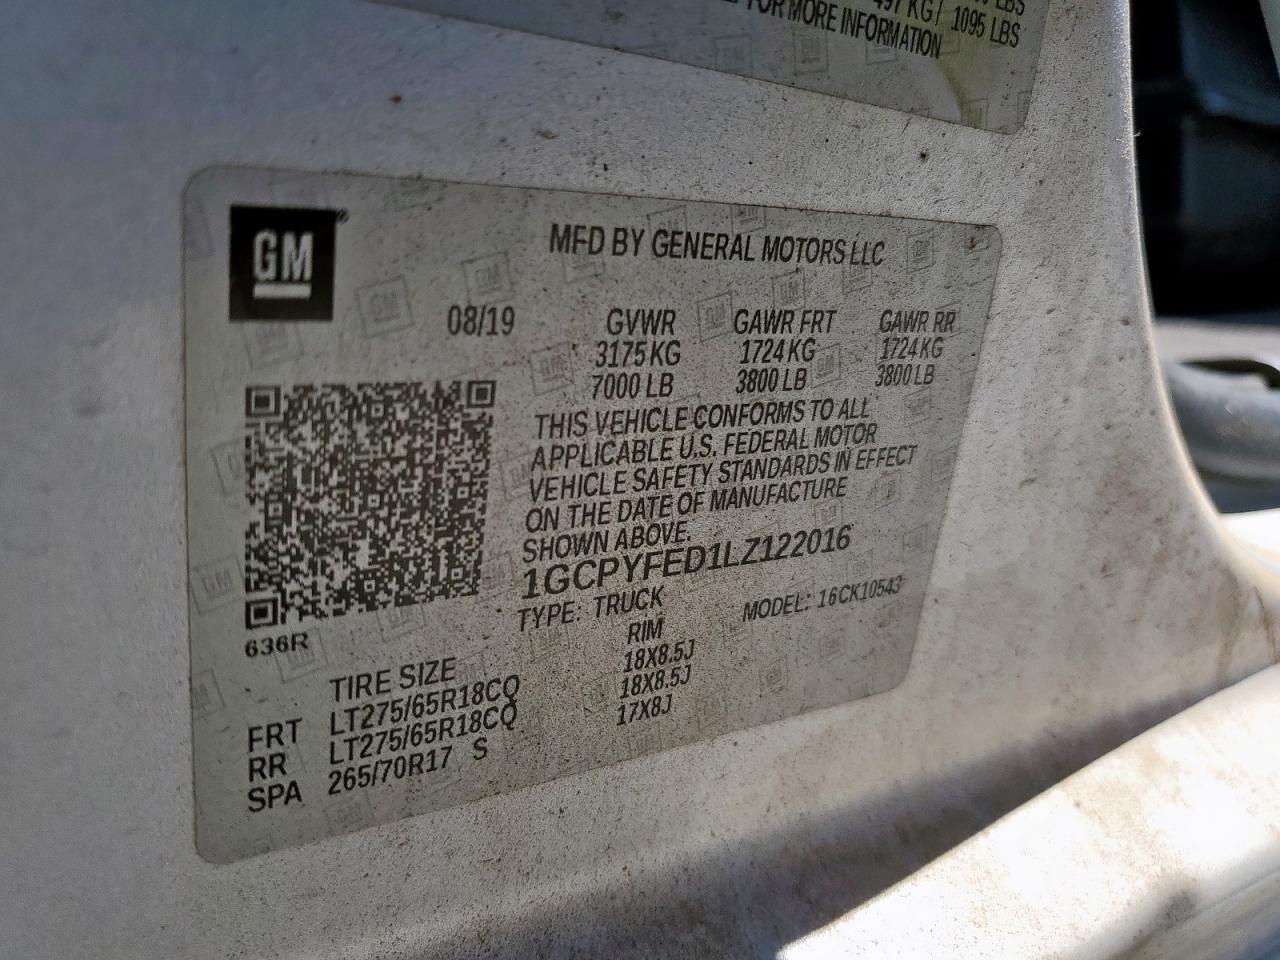 497 KG / 1095 LBS
FOR MORE INFORMATION
GM
MFD BY GENERAL MOTORS LLC
08/19 GVWR GAWR FRT GAWR RR
3175 KG 1724 KG 1724 KG
7000 LB 3800 LB 3800 LB
THIS VEHICLE CONFORMS TO ALL
APPLICABLE U.S. FEDERAL MOTOR
VEHICLE SAFETY STANDARDS IN EFFECT
ON THE DATE OF MANUFACTURE
SHOWN ABOVE.
1GCPYFED1LZ122016
TYPE: TRUCK MODEL: 16CK10543
636R
TIRE SIZE RIM
FRT LT275/65R18CQ 18X8.5J
RR LT275/65R18CQ 18X8.5J
SPA 265/70R17 S 17X8J